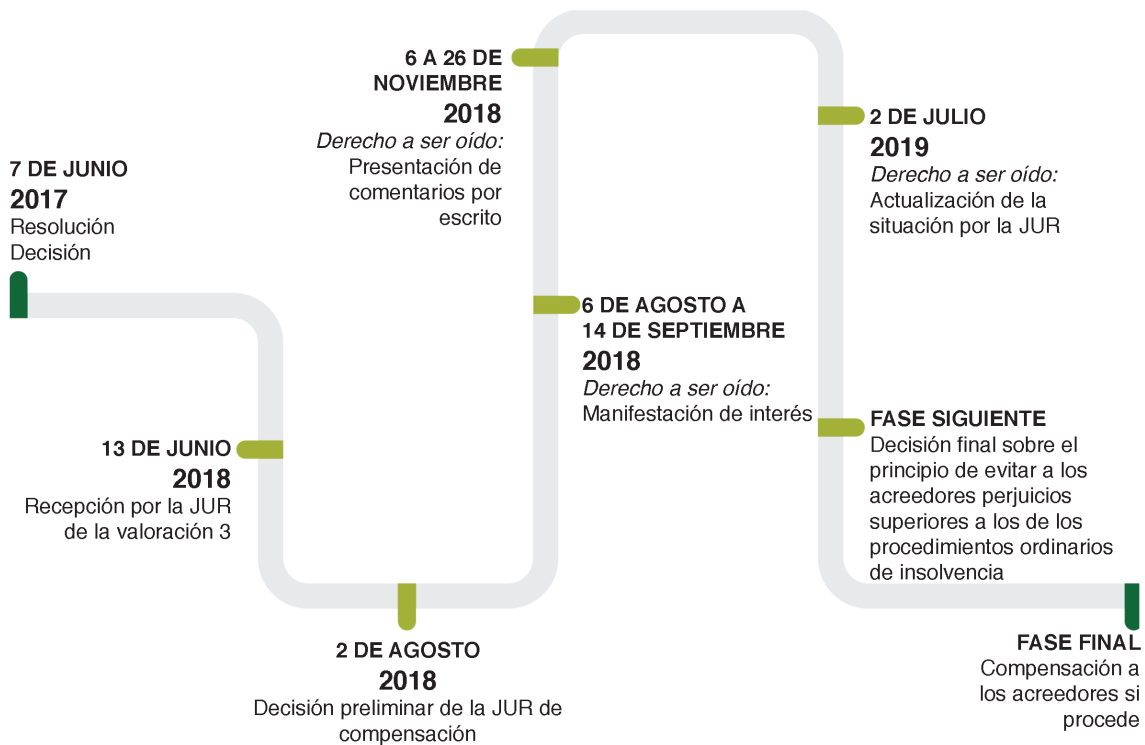 7 DE JUNIO
2017
Resolución
Decisión
13 DE JUNIO
2018
Recepción por la JUR
de la valoración 3
2 DE AGOSTO
2018
Decisión preliminar de la JUR de
compensación
6 DE AGOSTO A
14 DE SEPTIEMBRE
2018
Derecho a ser oído:
Manifestación de interés
6 A 26 DE
NOVIEMBRE
2018
Derecho a ser oído:
Presentación de
comentarios por
escrito
2 DE JULIO
2019
Derecho a ser oído:
Actualización de la
situación por la JUR
FASE SIGUIENTE
Decisión final sobre el
principio de evitar a los
acreedores perjuicios
superiores a los de los
procedimientos ordinarios
de insolvencia
FASE FINAL
Compensación a
los acreedores si
procede